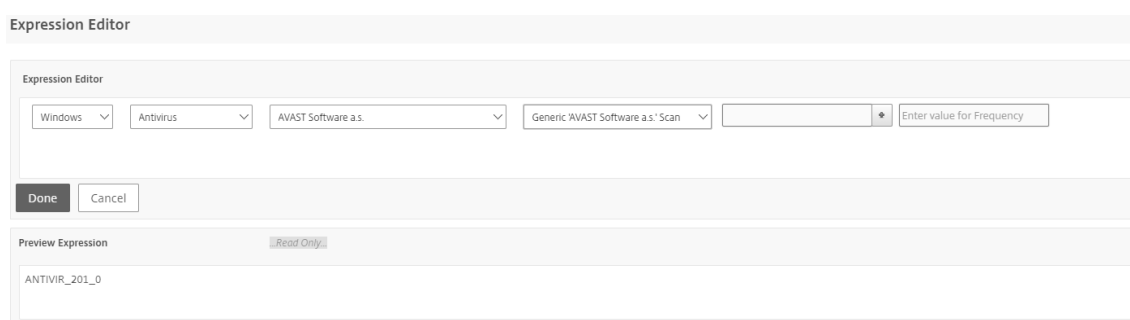 Expression Editor
Expression Editor
Windows Antivirus AVAST Software a.s. Generic 'AVAST Software a.s.' Scan + Enter value for Frequency
Done Cancel
Preview Expression ...Read Only...
ANTIVIR_201_0